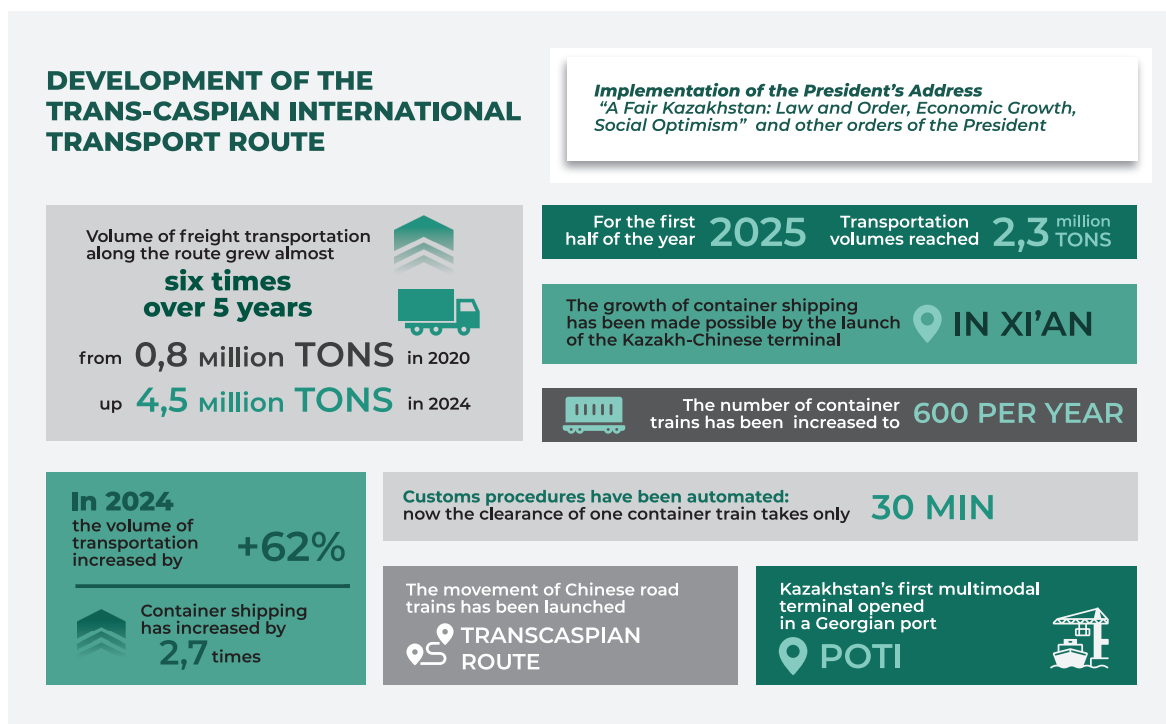 DEVELOPMENT OF THE
TRANS-CASPIAN INTERNATIONAL
TRANSPORT ROUTE
Implementation of the President's Address
"A Fair Kazakhstan: Law and Order, Economic Growth,
Social Optimism" and other orders of the President
Volume of freight transportation
along the route grew almost
six times
over 5 years
from 0,8 Million TONS in 2020
up 4,5 Million TONS in 2024
For the first
half of the year 2025
Transportation
volumes reached 2,3 million
TONS
The growth of container shipping
has been made possible by the launch
of the Kazakh-Chinese terminal
IN XI'AN
The number of container
trains has been increased to
600 PER YEAR
In 2024
the volume of
transportation
increased by
+62%
Container shipping
has increased by
2,7 times
Customs procedures have been automated:
now the clearance of one container train takes only
30 MIN
The movement of Chinese road
trains has been launched
TRANSCASPIAN
ROUTE
Kazakhstan's first multimodal
terminal opened
in a Georgian port
POTI